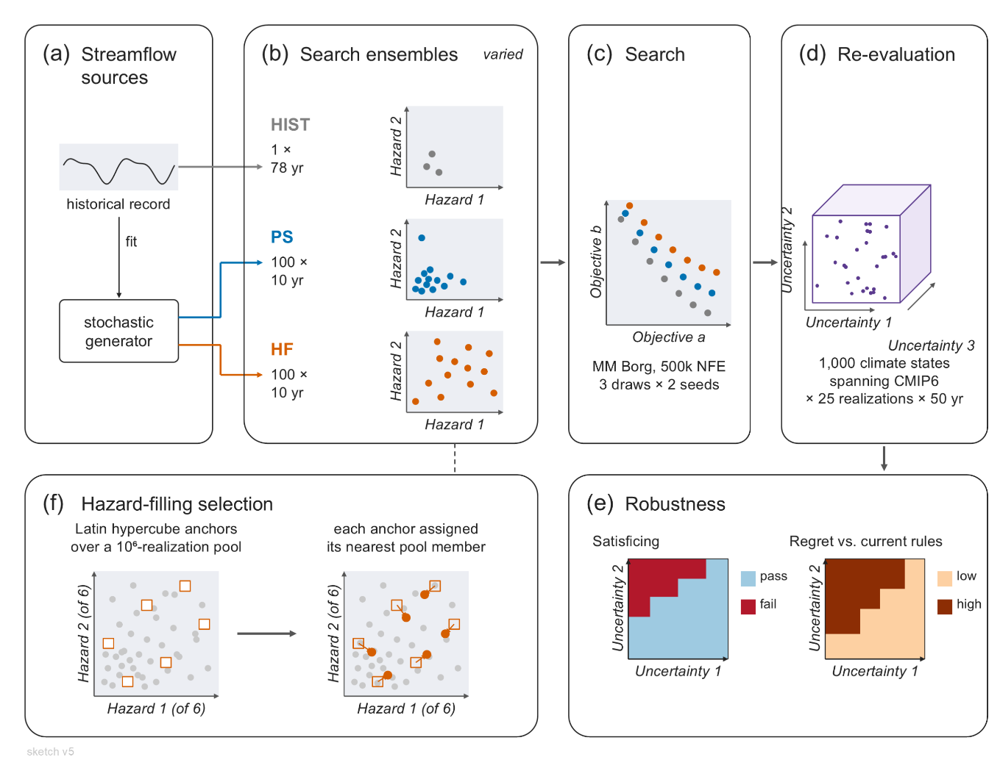 (a) Streamflow
sources
historical record
fit
stochastic
generator
(b) Search ensembles varied
HIST
1 ×
78 yr
Hazard 2
Hazard 1
PS
100 ×
10 yr
Hazard 2
Hazard 1
HF
100 ×
10 yr
Hazard 2
Hazard 1
(c) Search
Objective b
Objective a
MM Borg, 500k NFE
3 draws × 2 seeds
(d) Re-evaluation
Uncertainty 2
Uncertainty 1
Uncertainty 3
1,000 climate states
spanning CMIP6
× 25 realizations × 50 yr
(f) Hazard-filling selection
Latin hypercube anchors
over a 10⁶-realization pool
Hazard 2 (of 6)
Hazard 1 (of 6)
each anchor assigned
its nearest pool member
Hazard 2 (of 6)
Hazard 1 (of 6)
(e) Robustness
Satisficing
Uncertainty 2
Uncertainty 1
pass
fail
Regret vs. current rules
Uncertainty 2
Uncertainty 1
low
high
sketch v5